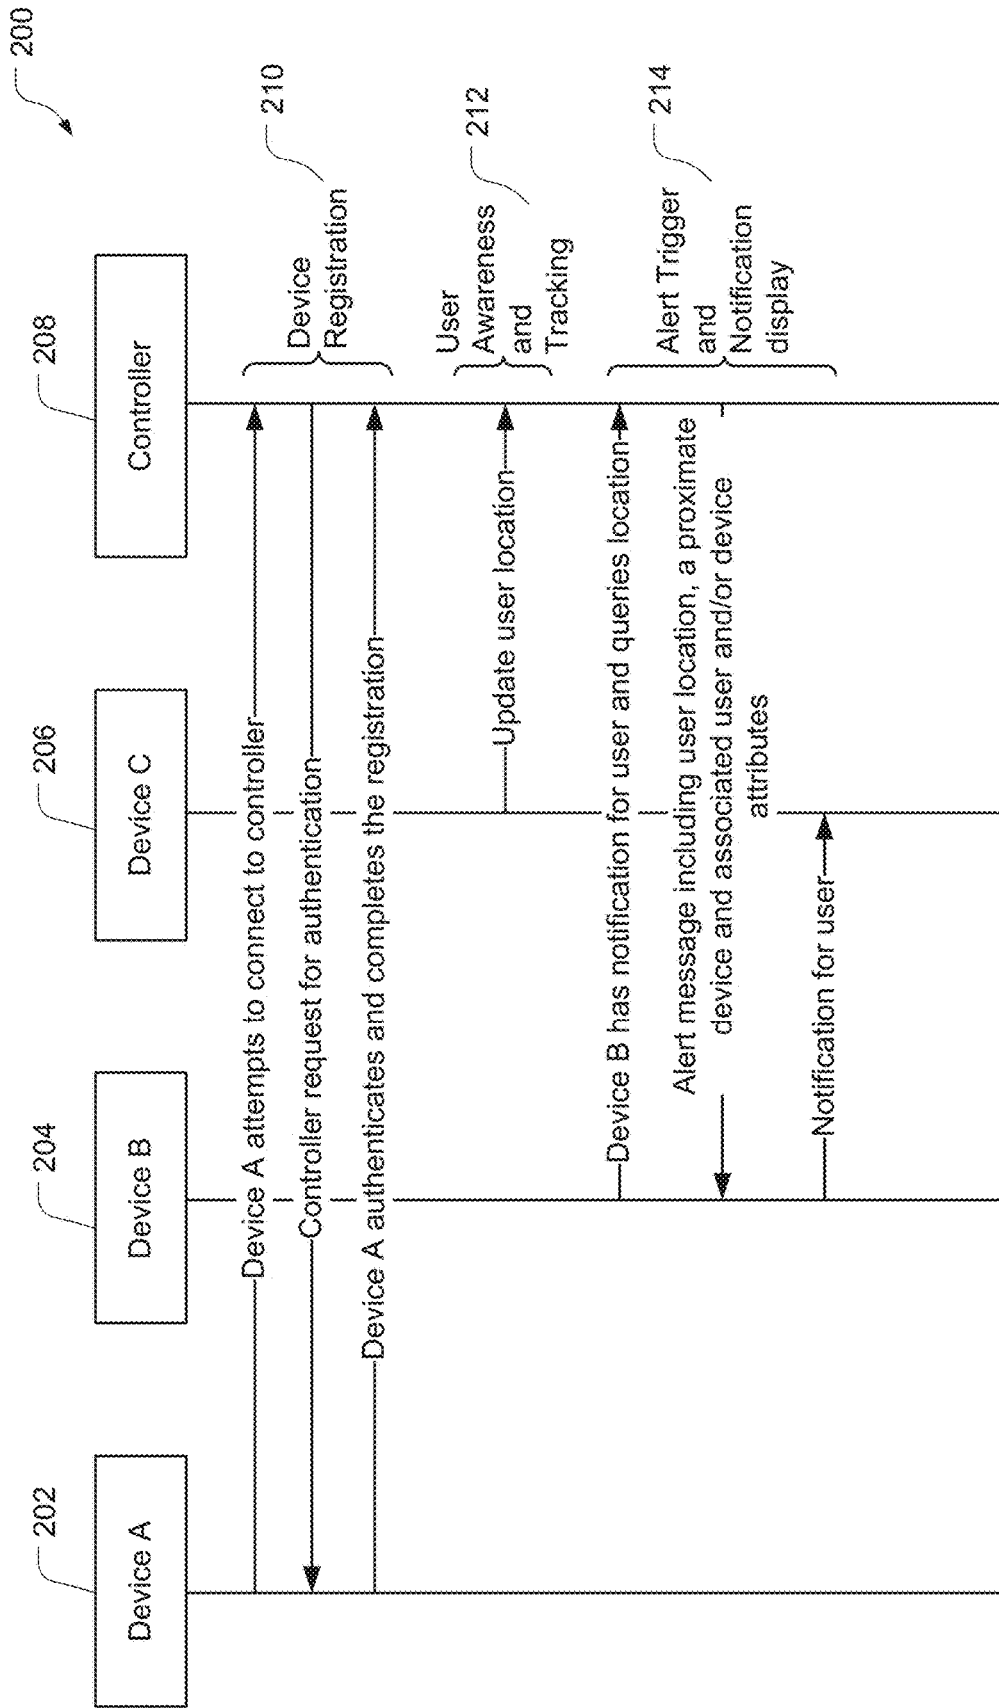 200
202
204
206
208
Device A
Device B
Device C
Controller
Device A attempts to connect to controller
Controller request for authentication
Device A authenticates and completes the registration
Device
Registration
210
Update user location
User
Awareness
and
Tracking
212
Device B has notification for user and queries location
Alert message including user location, a proximate
device and associated user and/or device
attributes
Notification for user
Alert Trigger
and
Notification
display
214